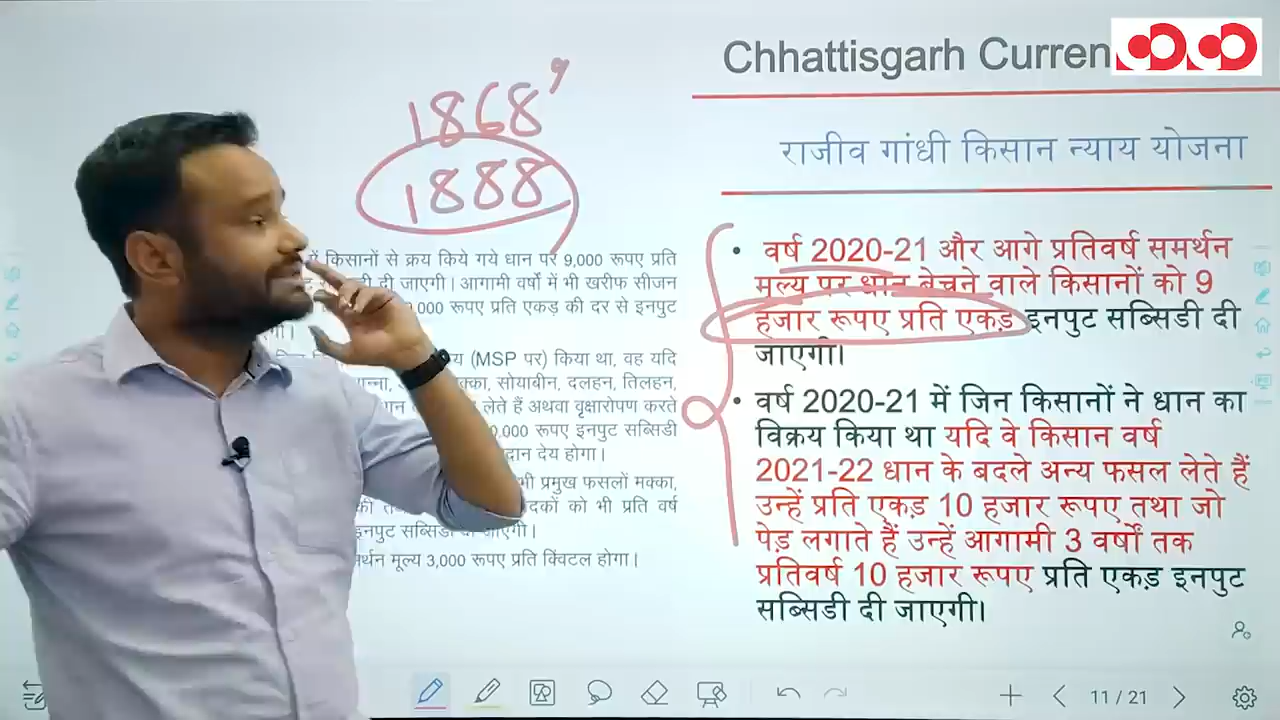 Chhattisgarh Curren
राजीव गांधी किसान न्याय योजना
1868
1888
में किसानों से क्रय किये गये धान पर 9,000 रूपए प्रति
दी जाएगी। आगामी वर्षो में भी खरीफ सीजन
000 रूपए प्रति एकड़ की दर से इनपुट
(MSP पर) किया था, वह यदि
सोयाबीन, दलहन, तिलहन,
लेते हैं अथवा वृक्षारोपण करते
000 रूपए इनपुट सब्सिडी
देय होगा।
भी प्रमुख फसलों मक्का,
को भी प्रति वर्ष
इनपुट सब्सिडी दी जाएगी।
मूल्य 3,000 रूपए प्रति क्विंटल होगा।
• वर्ष 2020-21 और आगे प्रतिवर्ष समर्थन
मूल्य पर धान बेचने वाले किसानों को 9
हजार रूपए प्रति एकड़ इनपुट सब्सिडी दी
जाएगी।
• वर्ष 2020-21 में जिन किसानों ने धान का
विक्रय किया था यदि वे किसान वर्ष
2021-22 धान के बदले अन्य फसल लेते हैं
उन्हें प्रति एकड़ 10 हजार रूपए तथा जो
पेड़ लगाते हैं उन्हें आगामी 3 वर्षों तक
प्रतिवर्ष 10 हजार रूपए प्रति एकड़ इनपुट
सब्सिडी दी जाएगी।
11 / 21